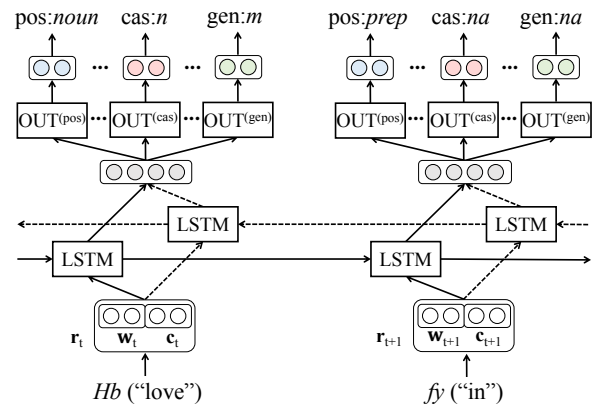 pos:noun cas:n gen:m pos:prep cas:na gen:na
... ... ... ...
OUT(pos) ... OUT(cas) ... OUT(gen) OUT(pos) ... OUT(cas) ... OUT(gen)
LSTM LSTM
LSTM LSTM
r_t w_t c_t r_t+1 w_t+1 c_t+1
Hb (“love”) fy (“in”)